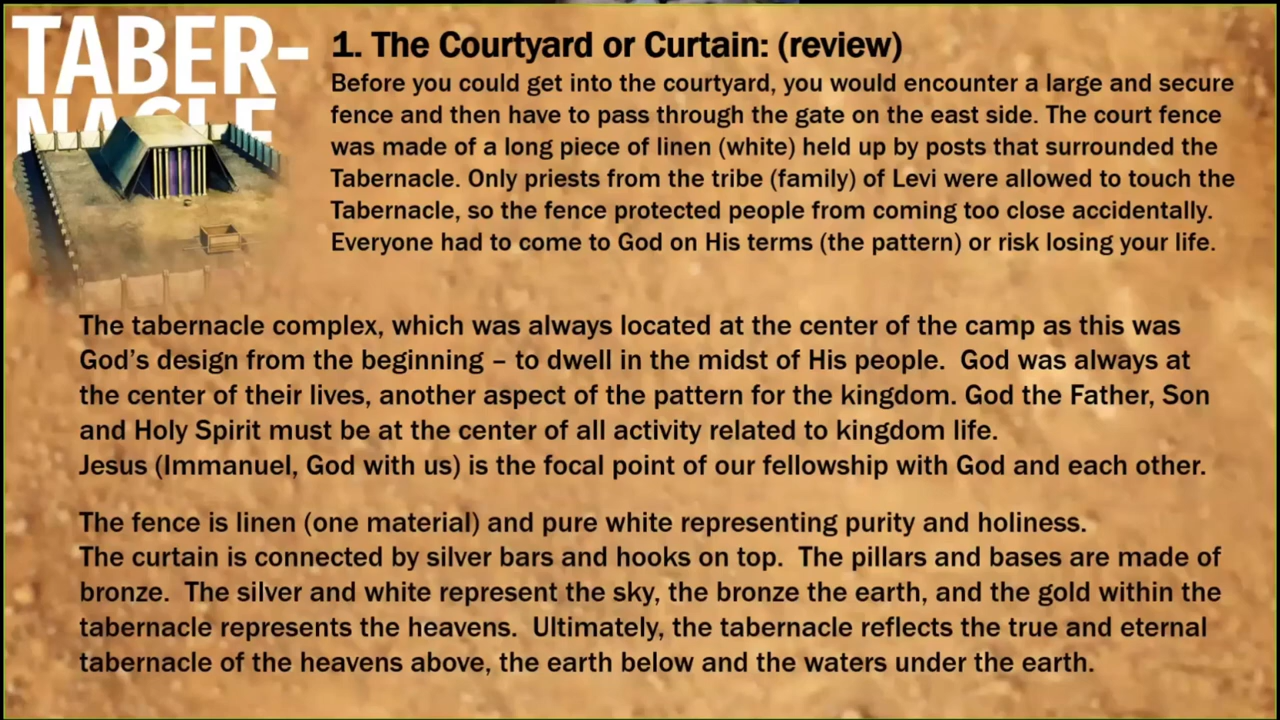 TABER-
NACLE
1. The Courtyard or Curtain: (review)
Before you could get into the courtyard, you would encounter a large and secure
fence and then have to pass through the gate on the east side. The court fence
was made of a long piece of linen (white) held up by posts that surrounded the
Tabernacle. Only priests from the tribe (family) of Levi were allowed to touch the
Tabernacle, so the fence protected people from coming too close accidentally.
Everyone had to come to God on His terms (the pattern) or risk losing your life.
The tabernacle complex, which was always located at the center of the camp as this was
God’s design from the beginning – to dwell in the midst of His people.  God was always at
the center of their lives, another aspect of the pattern for the kingdom. God the Father, Son
and Holy Spirit must be at the center of all activity related to kingdom life.
Jesus (Immanuel, God with us) is the focal point of our fellowship with God and each other.
The fence is linen (one material) and pure white representing purity and holiness.
The curtain is connected by silver bars and hooks on top.  The pillars and bases are made of
bronze.  The silver and white represent the sky, the bronze the earth, and the gold within the
tabernacle represents the heavens.  Ultimately, the tabernacle reflects the true and eternal
tabernacle of the heavens above, the earth below and the waters under the earth.